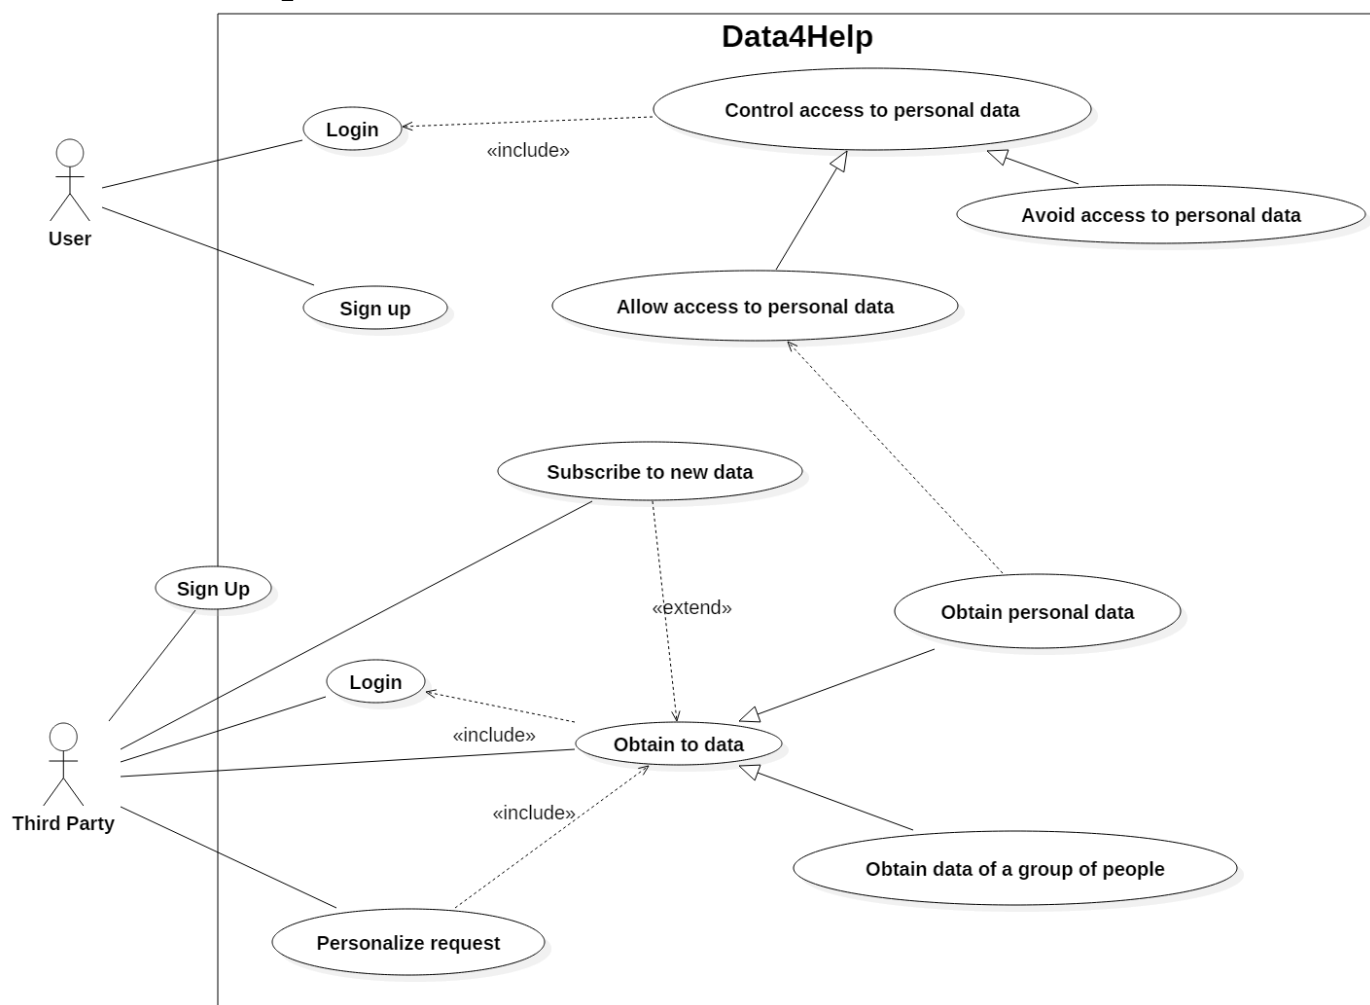 Data4Help
Control access to personal data
Login
«include»
Avoid access to personal data
User
Sign up
Allow access to personal data
Subscribe to new data
Sign Up
«extend»
Obtain personal data
Login
«include»
Obtain to data
«include»
Third Party
Obtain data of a group of people
Personalize request